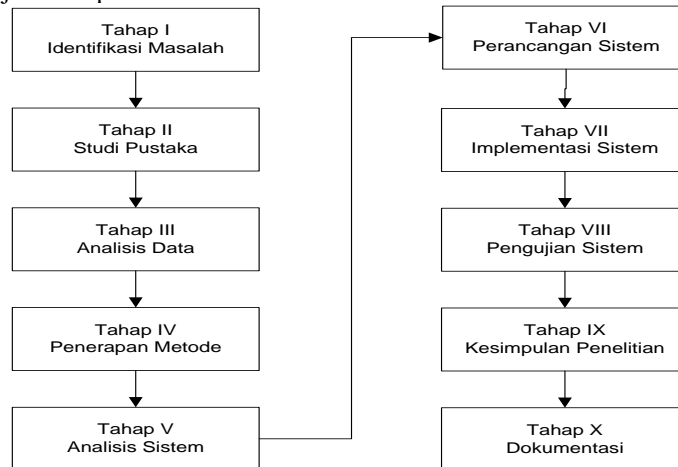 Tahap I
Identifikasi Masalah
Tahap II
Studi Pustaka
Tahap III
Analisis Data
Tahap IV
Penerapan Metode
Tahap V
Analisis Sistem
Tahap VI
Perancangan Sistem
Tahap VII
Implementasi Sistem
Tahap VIII
Pengujian Sistem
Tahap IX
Kesimpulan Penelitian
Tahap X
Dokumentasi